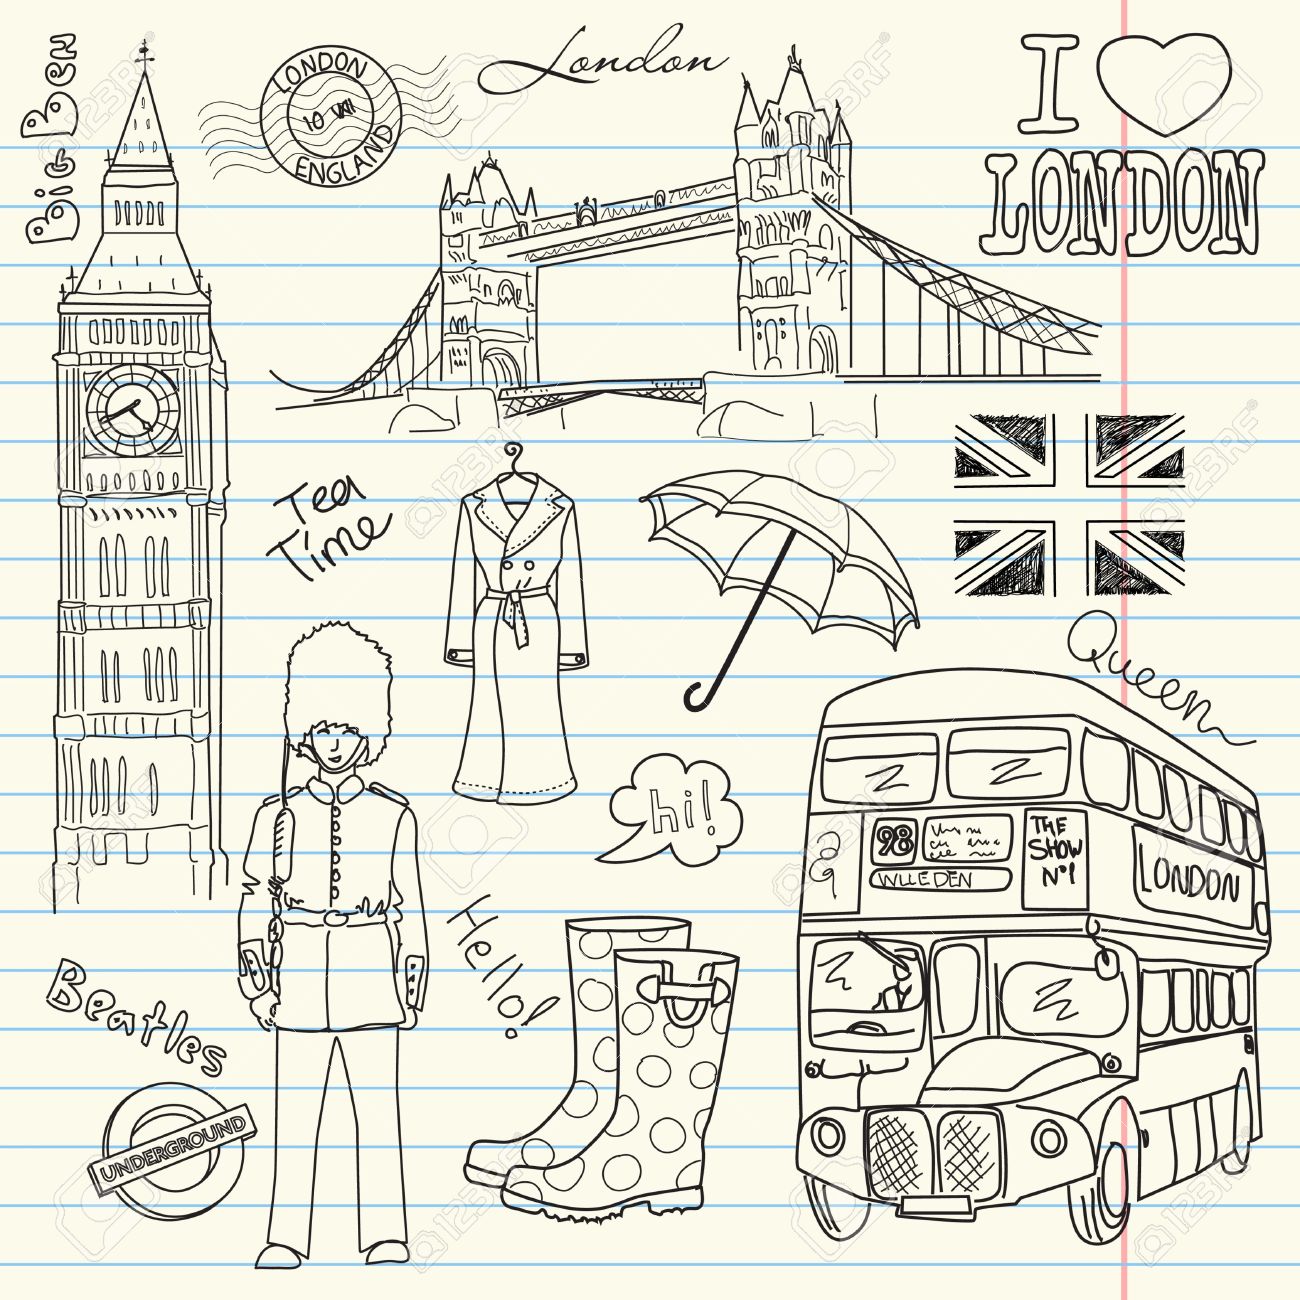 Big Ben
LONDON
10 VII
ENGLAND
London
I
LONDON
Tea
Time
Queen
hi!
98
WLLEDEN
THE
SHOW
Nº1
LONDON
Hello!
Beatles
UNDERGROUND